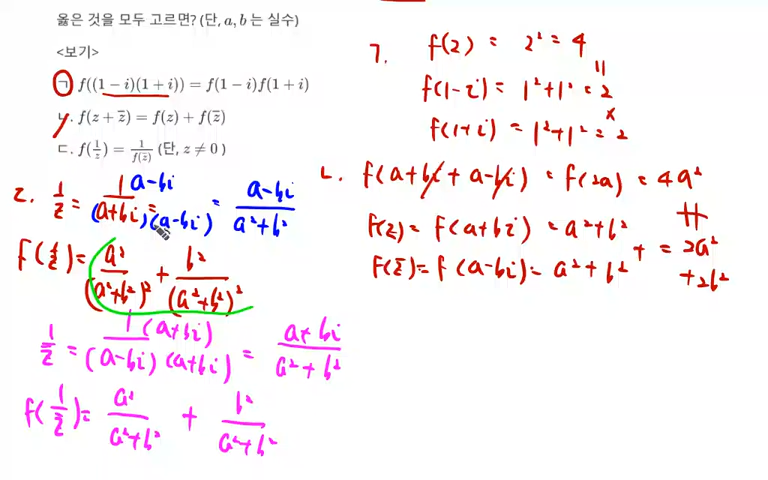 옳은 것을 모두 고르면? (단, a, b 는 실수)
<보기>
ㄱ. f((1 − i)(1 + i)) = f(1 − i)f(1 + i)
ㄴ. f(z + z̅) = f(z) + f(z̅)
ㄷ. f(1/z) = 1/f(z̅) (단, z ≠ 0)
ㄷ. 1/z = 1(a-bi)/(a+bi)(a-bi) = a-bi/a²+b²
f(1/z) = a²/(a²+b²)² + b²/(a²+b²)²
1/z̅ = 1(a+bi)/(a-bi)(a+bi) = a+bi/a²+b²
f(1/z̅) = a²/a²+b² + b²/a²+b²
ㄱ. f(2) = 2² = 4
||
f(1-i) = 1²+1² = 2
×
f(1+i) = 1²+1² = 2
ㄴ. f(a+bi+a-bi) = f(2a) = 4a²
f(z) = f(a+bi) = a²+b²
+ = 2a²
f(z̅) = f(a-bi) = a²+b²
+2b²